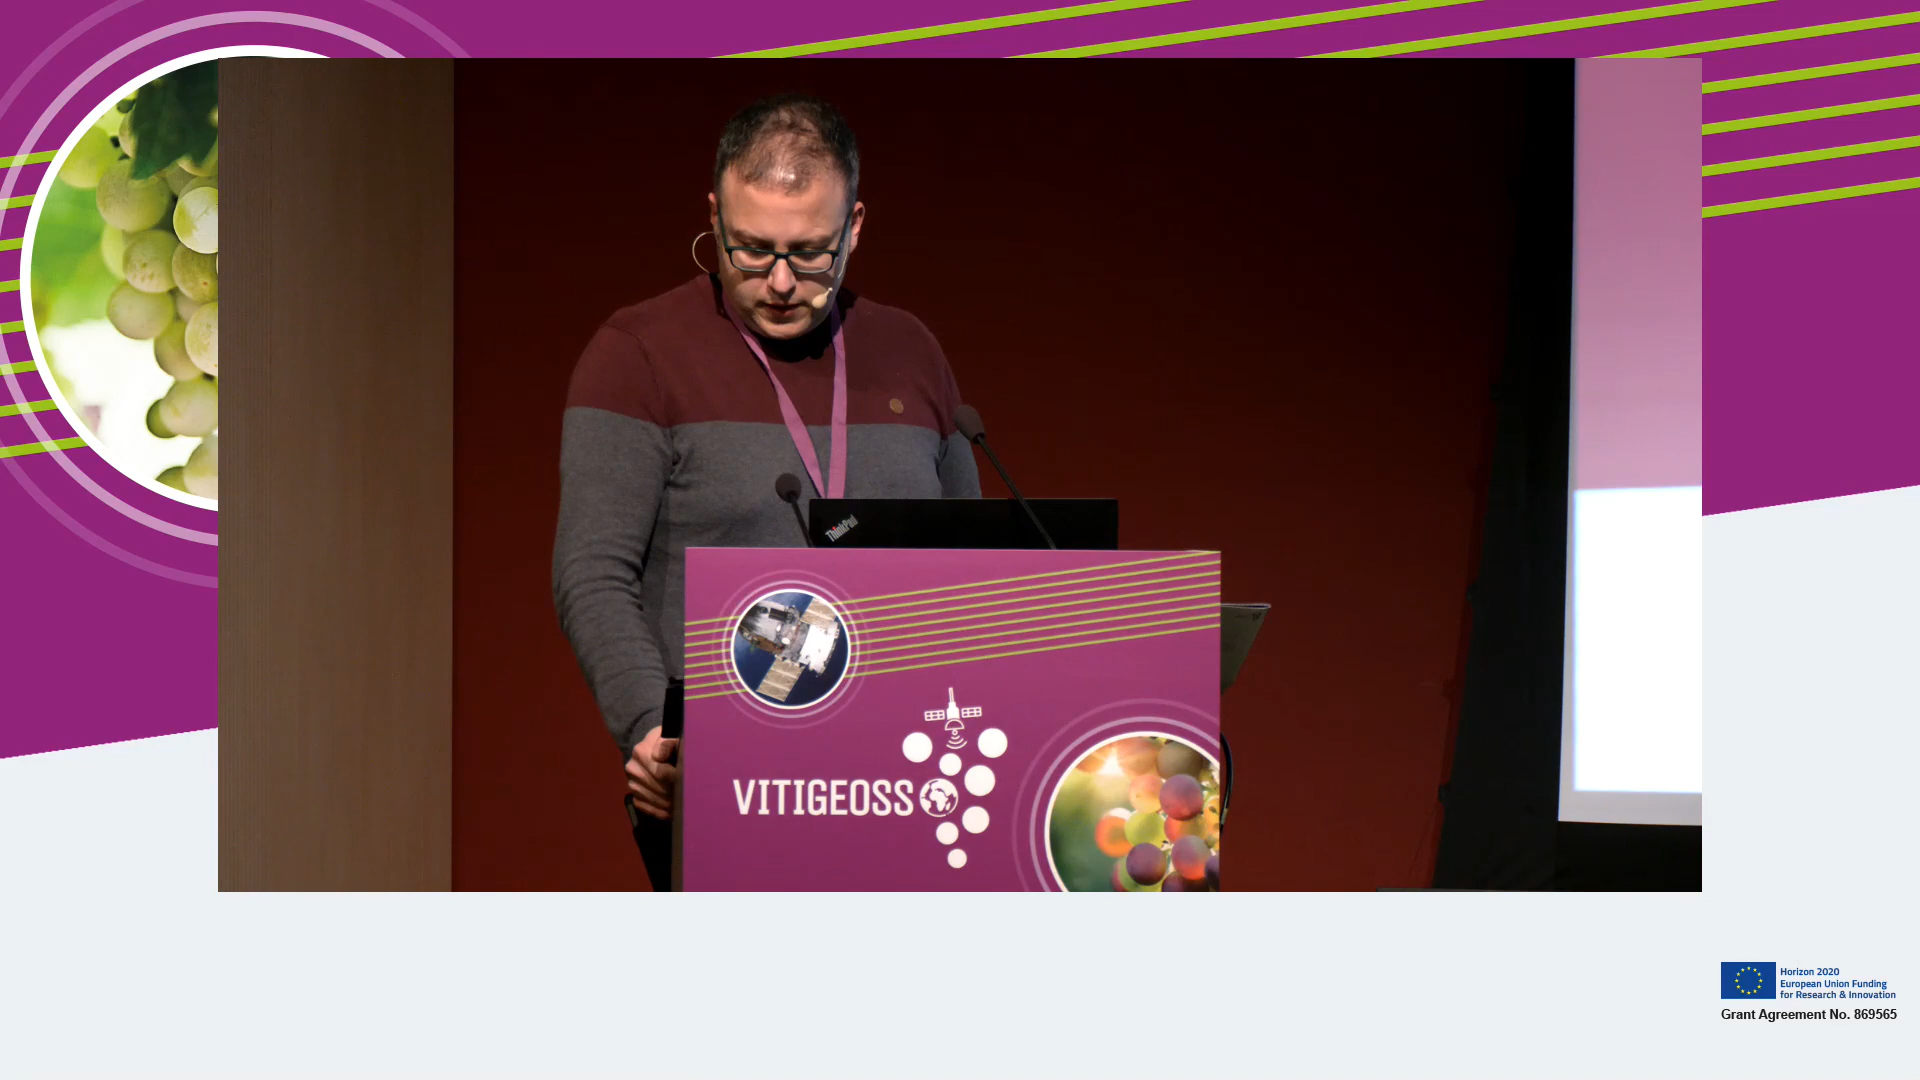 ThinkPad
VITIGEOSS
Horizon 2020
European Union Funding
for Research & Innovation
Grant Agreement No. 869565